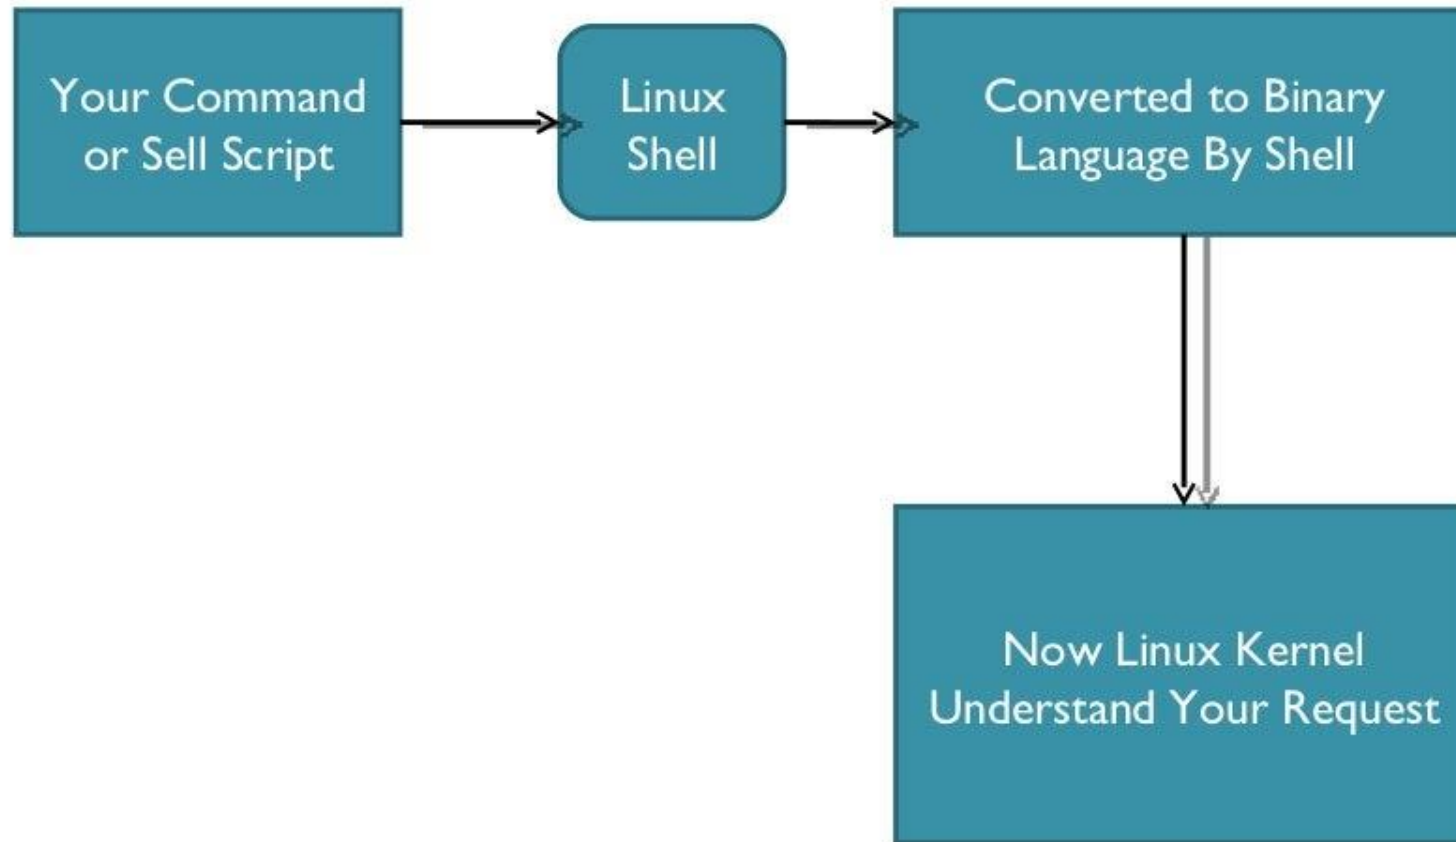 Your Command
or Sell Script
Linux
Shell
Converted to Binary
Language By Shell
Now Linux Kernel
Understand Your Request